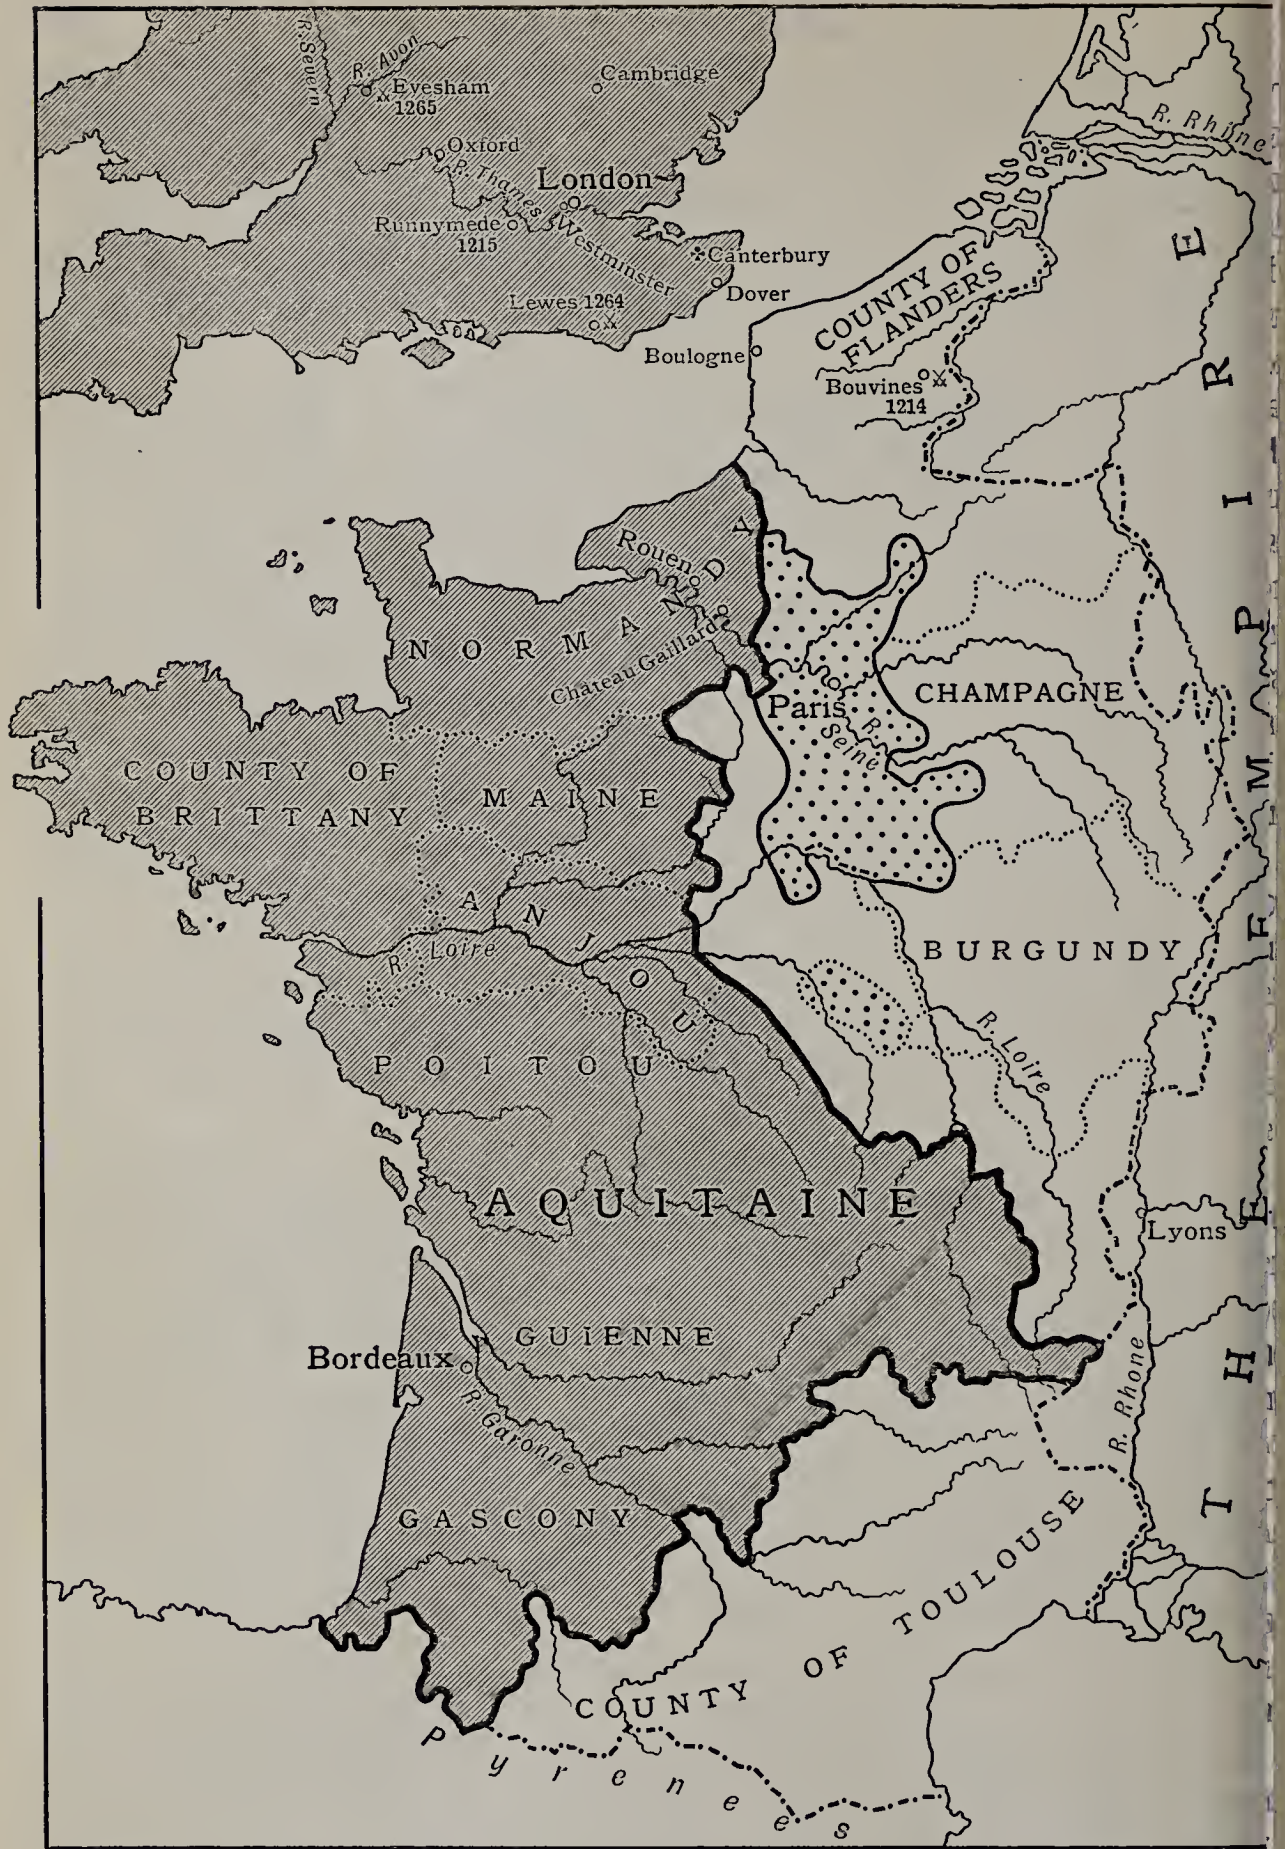 R. Severn
R. Avon
Evesham
1265
Cambridge
Oxford
R. Thames
London
Runnymede
1215
Westminster
Canterbury
Dover
Lewes 1264
R. Rhine
COUNTY OF
FLANDERS
Boulogne
Bouvines
1214
NORMANDY
Rouen
Château Gaillard
Paris
R.
Seine
CHAMPAGNE
COUNTY OF
BRITTANY
MAINE
ANJOU
R. Loire
BURGUNDY
R. Loire
POITOU
AQUITAINE
Lyons
GUIENNE
Bordeaux
R. Garonne
R. Rhone
GASCONY
COUNTY OF TOULOUSE
Pyrenees
THE EMPIRE